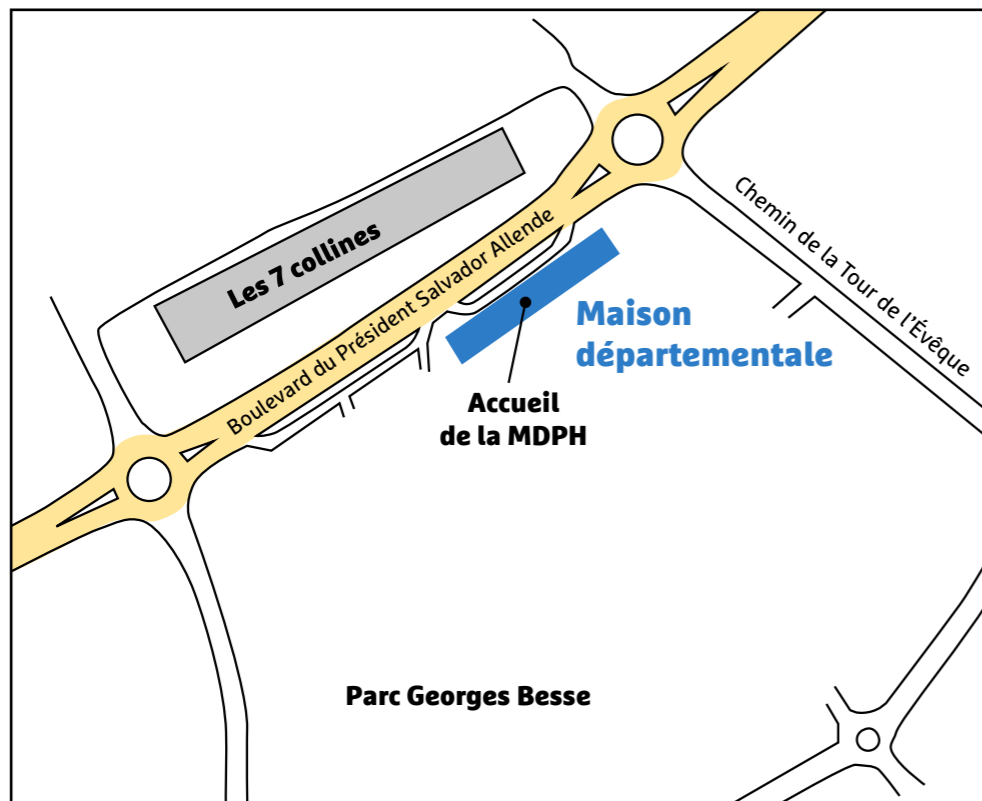 Les 7 collines
Boulevard du Président Salvador Allende
Chemin de la Tour de l'Évêque
Maison
départementale
Accueil
de la MDPH
Parc Georges Besse